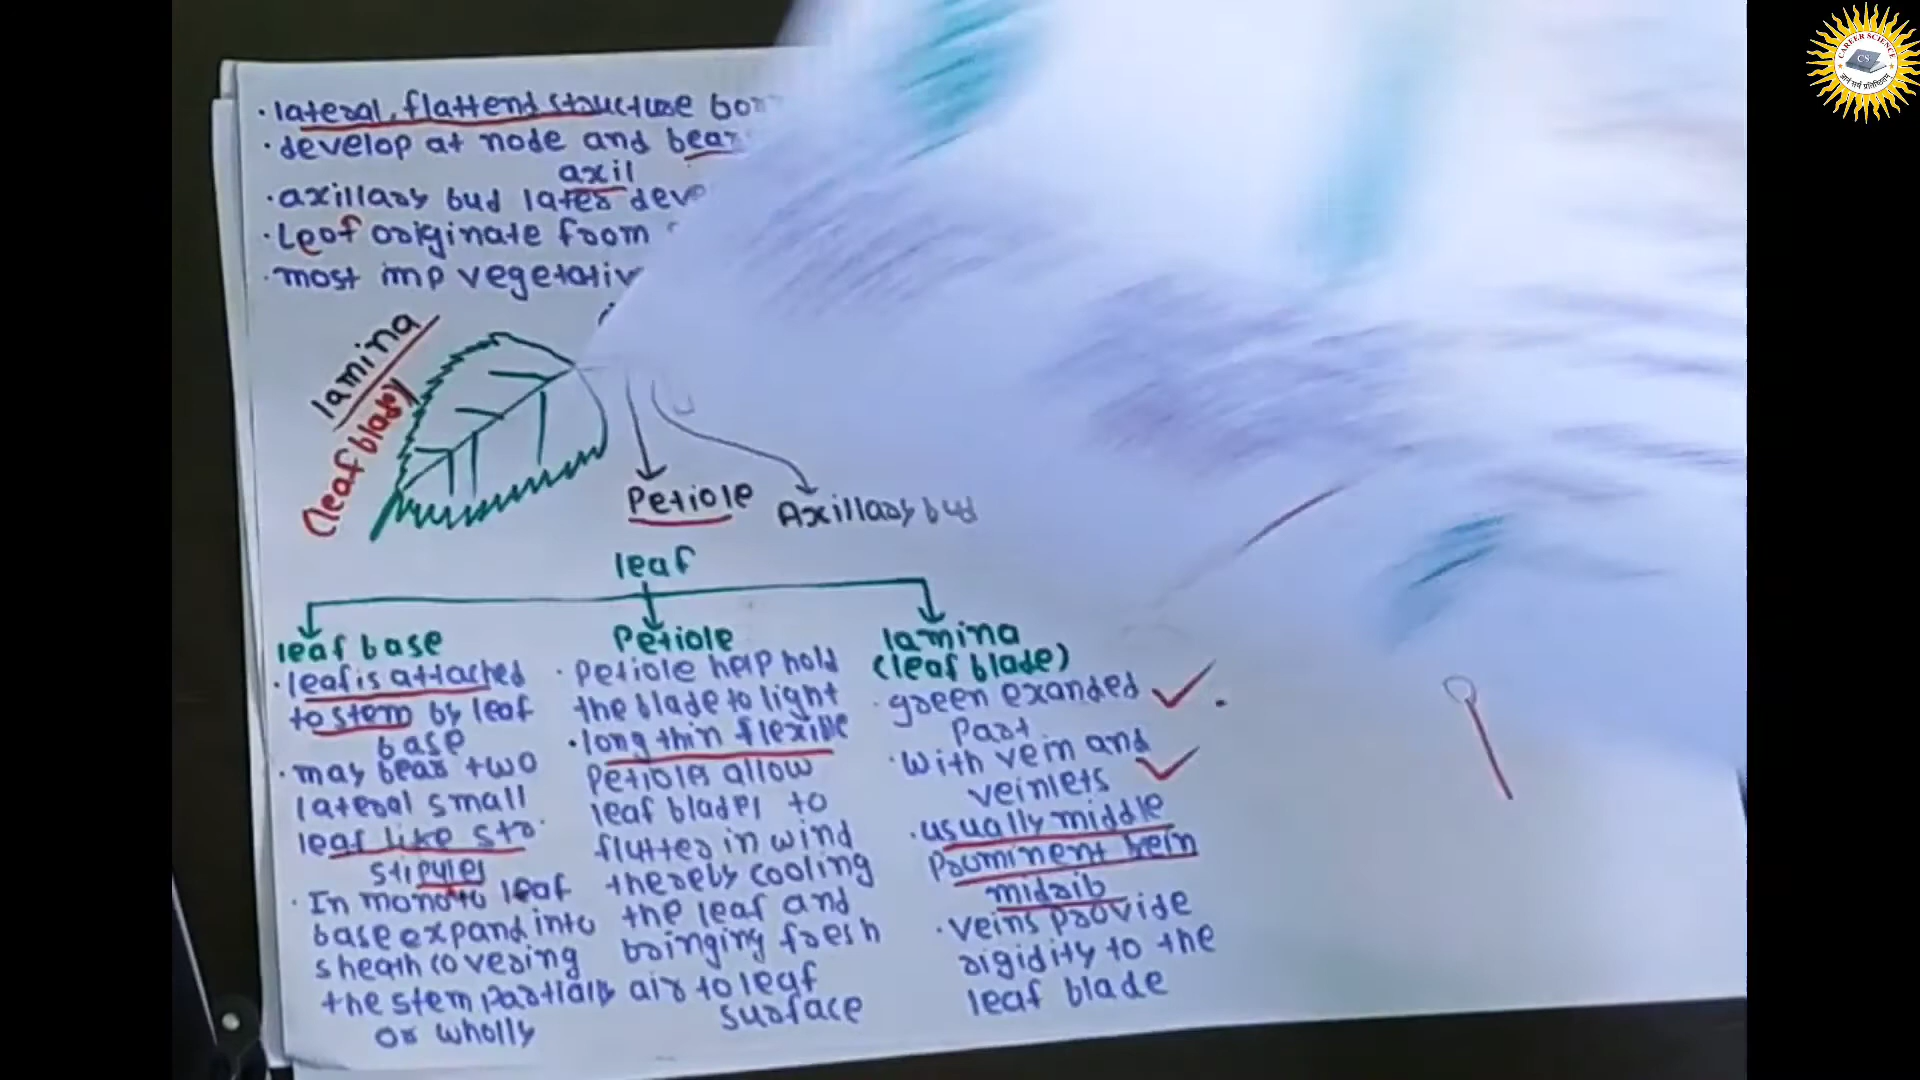 CAREER SCIENCE
CS
· lateral, flattend structure
· develop at node and
axil
· axillary bud later
· Leaf originate from
· most imp
lamina
(leaf blade)
Petiole
Axillary bud
leaf
leaf base
Petiole
lamina
(leaf blade)
· leaf is attached
to stem by leaf
base
· may bear two
lateral small
leaf like str.
stipules
· In monoto leaf
base expand into
sheath covering
the stem partially
or wholly
· Petiole help hold
the blade to light
· long thin flexible
Petioles allow
leaf blades to
flutter in wind
thereby cooling
the leaf and
bringing fresh
air to leaf
surface
· green exanded
Part
· With vein and
veinlets
· usually middle
Prominent vein
midrib
· veins provide
rigidity to the
leaf blade